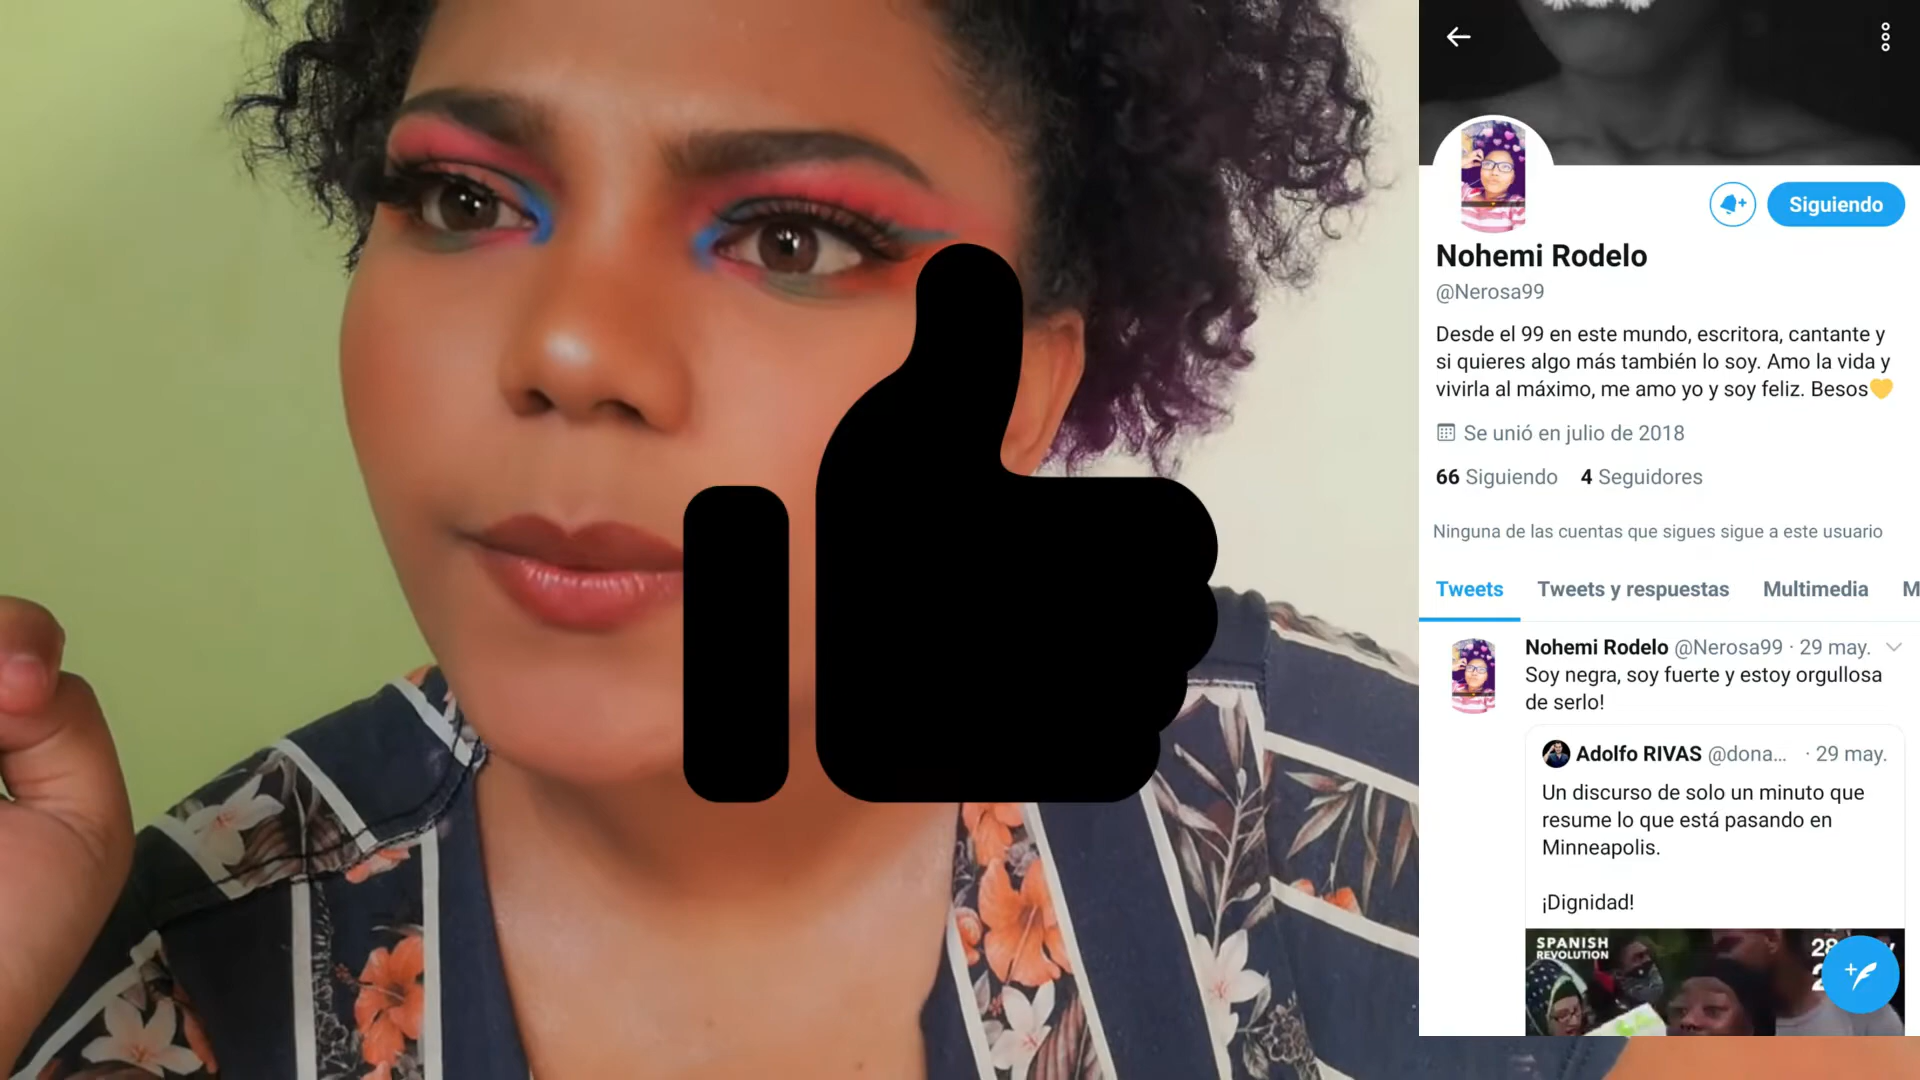 Siguiendo
Nohemi Rodelo
@Nerosa99
Desde el 99 en este mundo, escritora, cantante y
si quieres algo más también lo soy. Amo la vida y
vivirla al máximo, me amo yo y soy feliz. Besos💛
Se unió en julio de 2018
66 Siguiendo 4 Seguidores
Ninguna de las cuentas que sigues sigue a este usuario
Tweets Tweets y respuestas Multimedia M
Nohemi Rodelo @Nerosa99 · 29 may.
Soy negra, soy fuerte y estoy orgullosa
de serlo!
Adolfo RIVAS @dona... · 29 may.
Un discurso de solo un minuto que
resume lo que está pasando en
Minneapolis.
¡Dignidad!
SPANISH
REVOLUTION
28